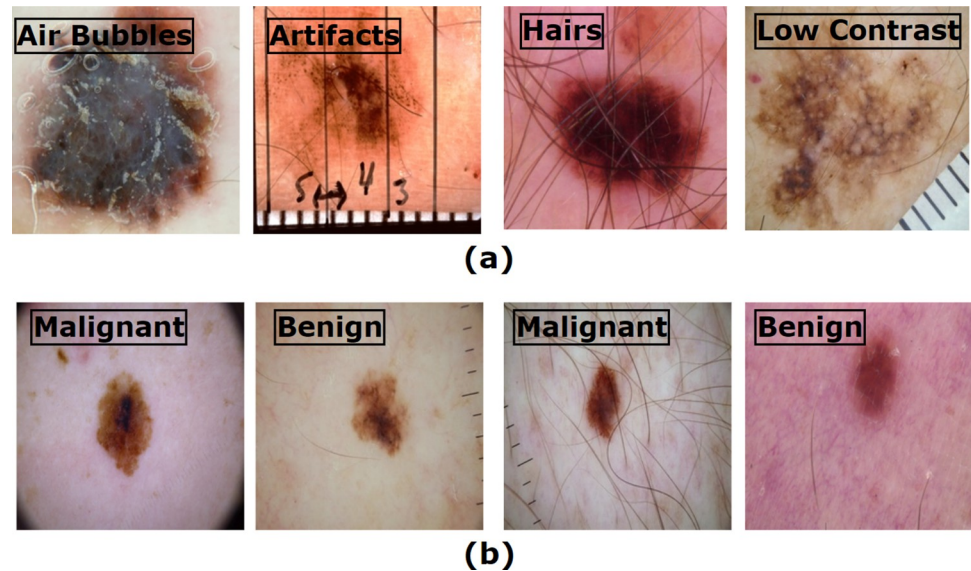 Air Bubbles
Artifacts
Hairs
Low Contrast
5 4 3
(a)
Malignant
Benign
Malignant
Benign
(b)